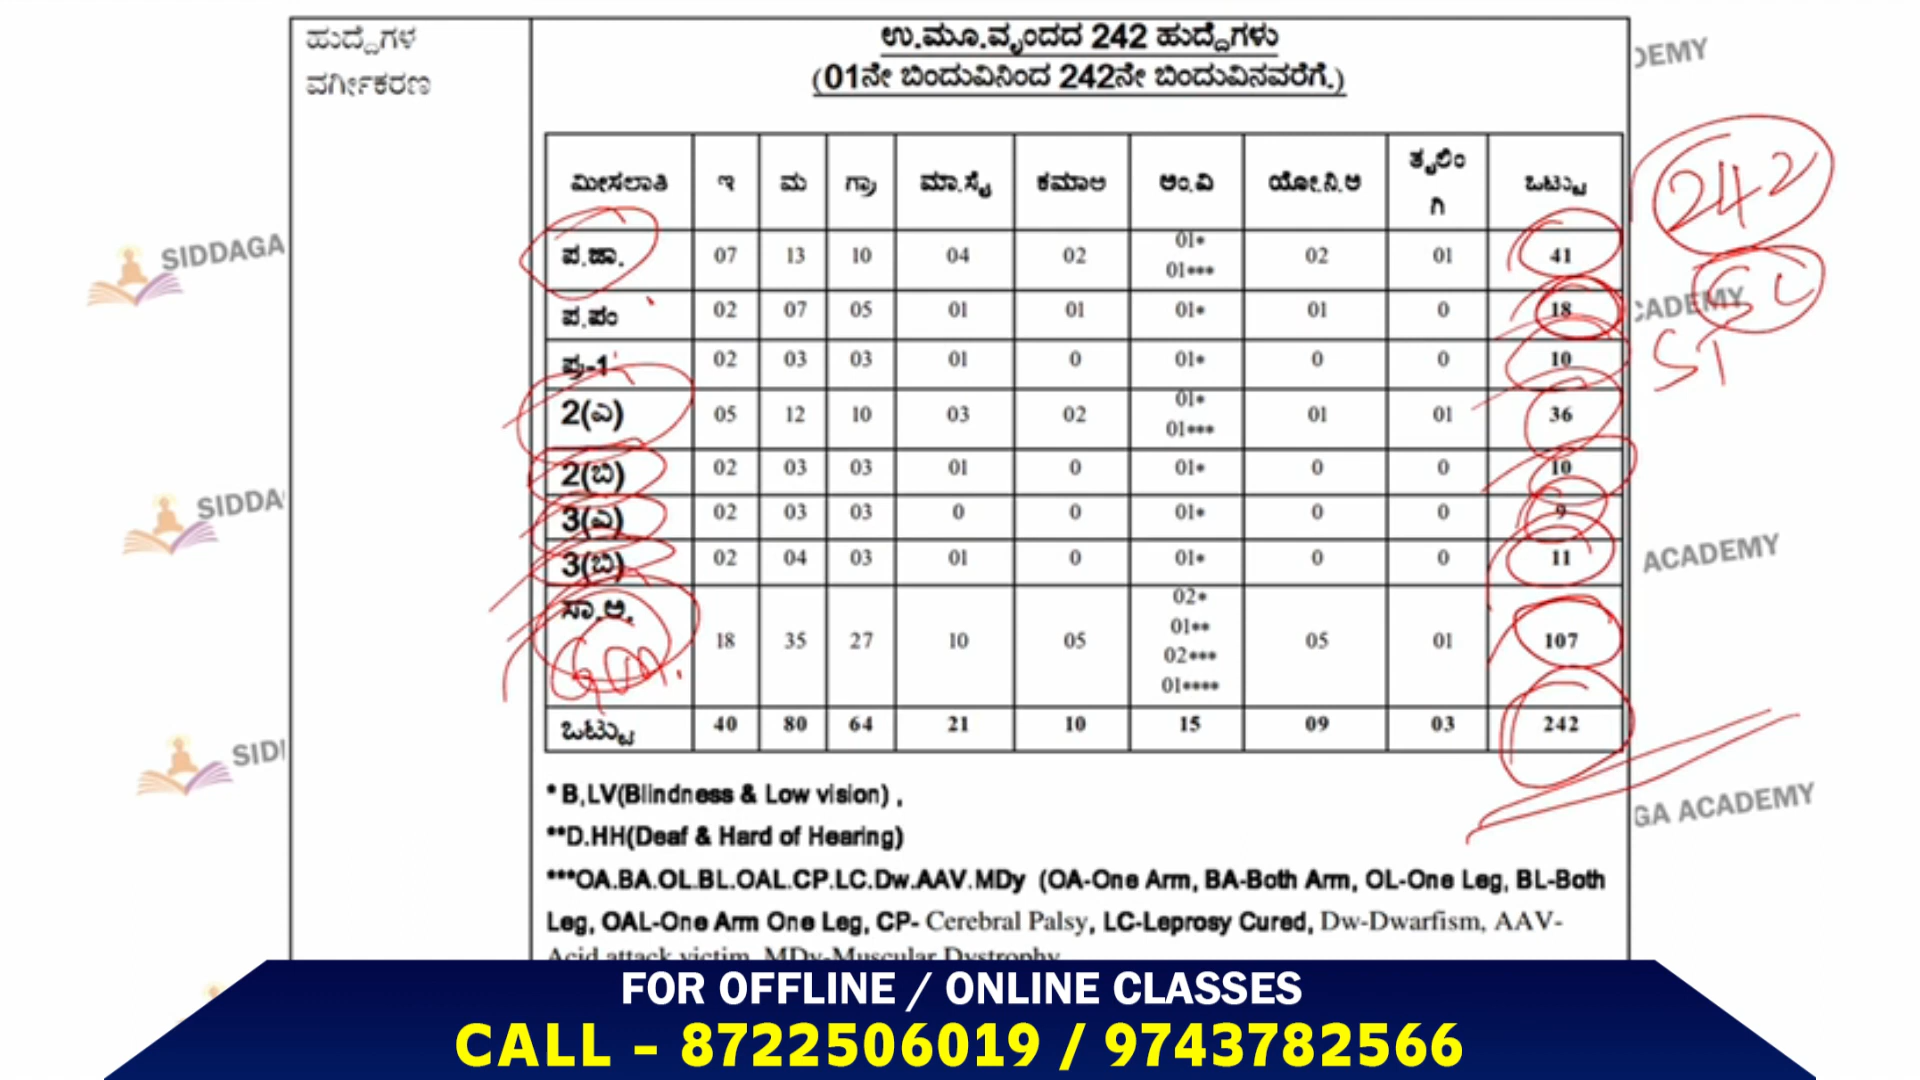 ಹುದ್ದೆಗಳ
ವರ್ಗೀಕರಣ
ಉ.ಮೂ.ವೃಂದದ 242 ಹುದ್ದೆಗಳು
(01ನೇ ಬಿಂದುವಿನಿಂದ 242ನೇ ಬಿಂದುವಿನವರೆಗೆ.)
ಮೀಸಲಾತಿ ಇ ಮ ಗ್ರಾ ಮಾ.ಸೈ ಕಮಾಅ ಅಂ.ವಿ ಯೋ.ನಿ.ಅ ತೃಲಿಂಗಿ ಒಟ್ಟು
ಪ.ಜಾ. 07 13 10 04 02 01* 01*** 02 01 41
ಪ.ಪಂ 02 07 05 01 01 01* 01 0 18
ಪ್ರ-1 02 03 03 01 0 01* 0 0 10
2(ಎ) 05 12 10 03 02 01* 01*** 01 01 36
2(ಬಿ) 02 03 03 01 0 01* 0 0 10
3(ಎ) 02 03 03 0 0 01* 0 0 9
3(ಬಿ) 02 04 03 01 0 01* 0 0 11
ಸಾ.ಅ. 18 35 27 10 05 02* 01** 02*** 01**** 05 01 107
GM.
ಒಟ್ಟು 40 80 64 21 10 15 09 03 242
* B,LV(Blindness & Low vision) ,
**D.HH(Deaf & Hard of Hearing)
***OA.BA.OL.BL.OAL.CP.LC.Dw.AAV.MDy (OA-One Arm, BA-Both Arm, OL-One Leg, BL-Both
Leg, OAL-One Arm One Leg, CP- Cerebral Palsy, LC-Leprosy Cured, Dw-Dwarfism, AAV-
Acid attack victim, MDy-Muscular Dystrophy
242
SC
ST
SIDDAGA
SIDDA
SIDI
DEMY
CADEMY
ACADEMY
GA ACADEMY
FOR OFFLINE / ONLINE CLASSES
CALL - 8722506019 / 9743782566